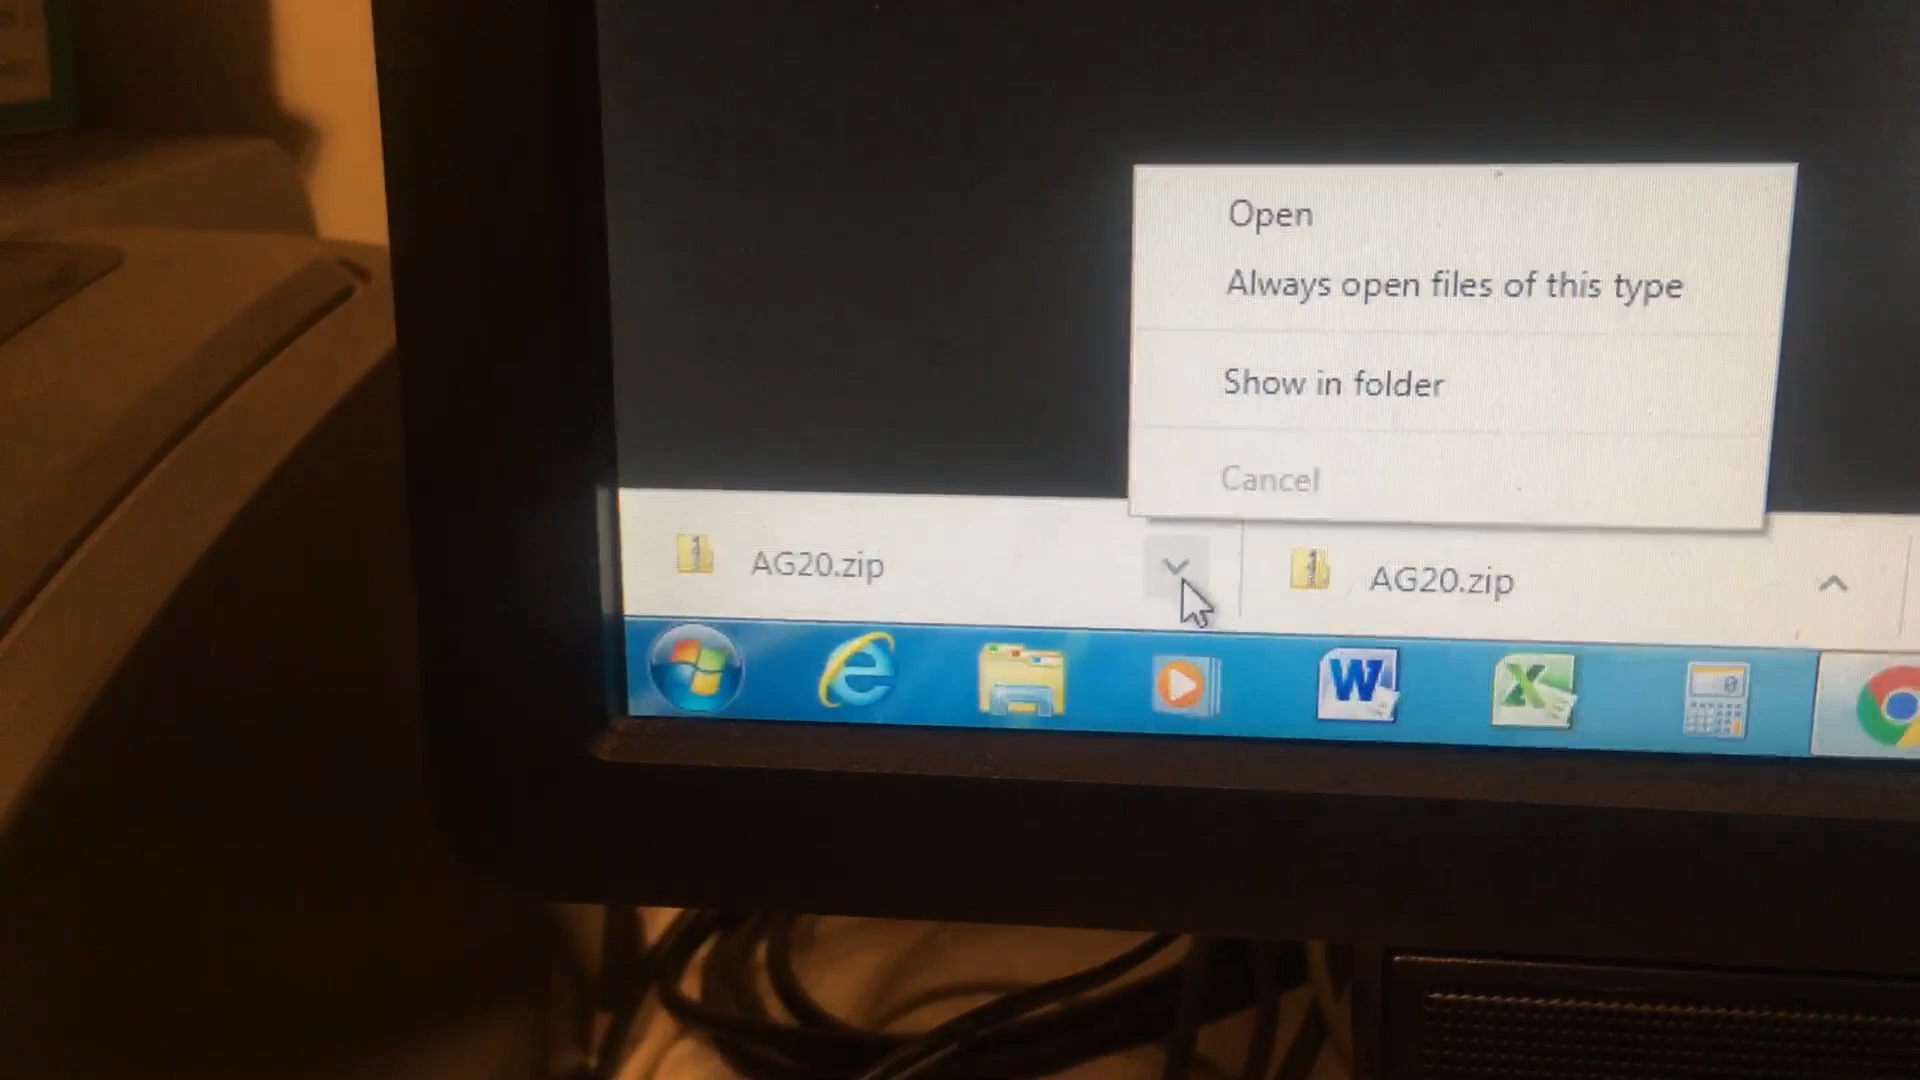 Open
Always open files of this type
Show in folder
Cancel
AG20.zip
AG20.zip